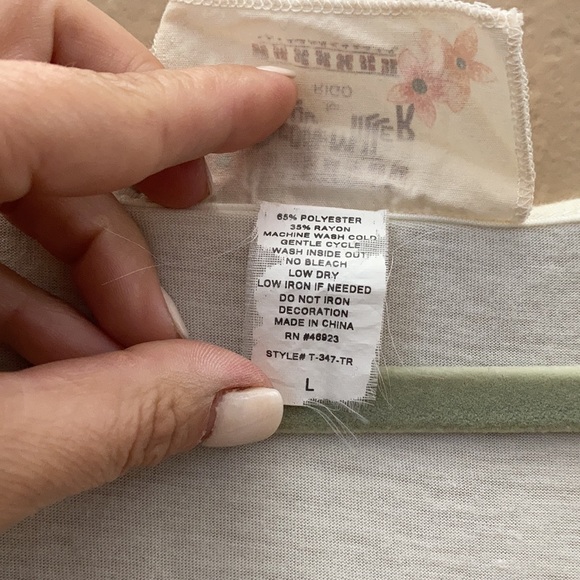 65% POLYESTER
35% RAYON
MACHINE WASH COLD
GENTLE CYCLE
WASH INSIDE OUT
NO BLEACH
LOW DRY
LOW IRON IF NEEDED
DO NOT IRON
DECORATION
MADE IN CHINA
RN #46923
STYLE# T-347-TR
L